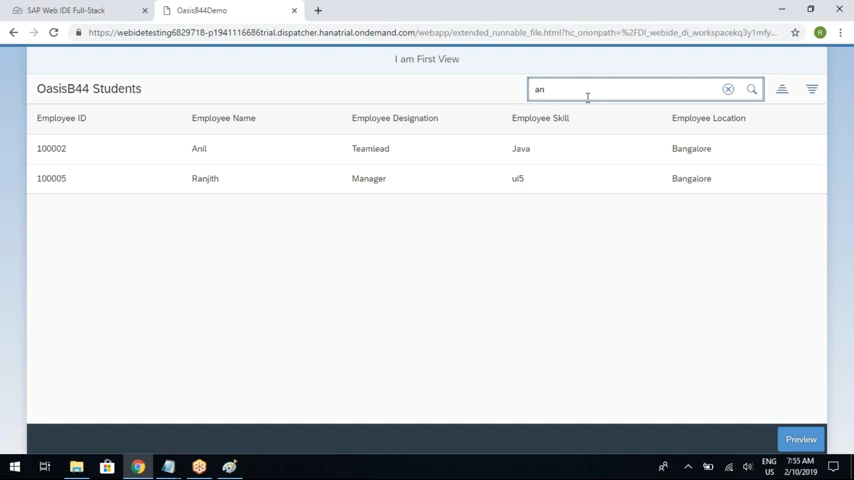 SAP Web IDE Full-Stack
OasisB44Demo
https://webidetesting6829718-p1941116686trial.dispatcher.hanatrial.ondemand.com/webapp/extended_runnable_file.html?hc_orionpath=%2FDI_webide_di_workspacekq3y1mfy...
R
I am First View
OasisB44 Students
an
Employee ID Employee Name Employee Designation Employee Skill Employee Location
100002 Anil Teamlead Java Bangalore
100005 Ranjith Manager ui5 Bangalore
Preview
ENG 7:55 AM
US 2/10/2019